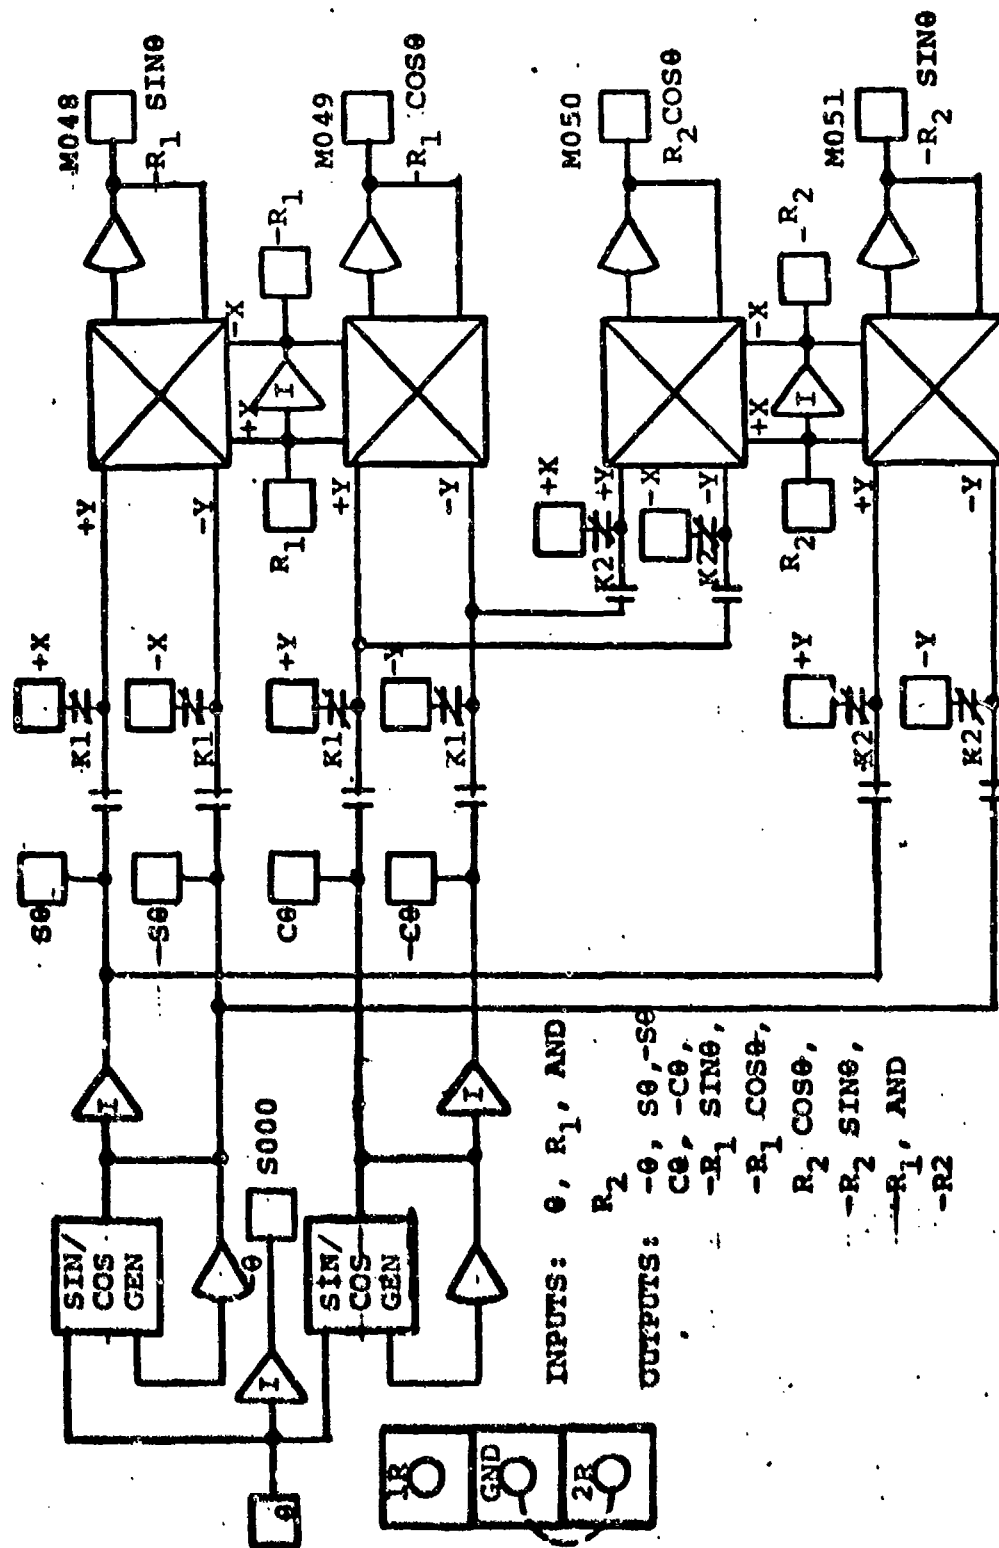 M048
-R1 SINθ
M049
-R1 COSθ
M050
R2 COSθ
M051
-R2 SINθ
-R1
-R2
+Y
-Y
-X
+X
R1
+Y
-Y
+X
+Y
-X
-Y
-X
+X
R2
+Y
-Y
+X
-X
+Y
-Y
+Y
-Y
K1
K1
K1
K1
K2
K2
K2
K2
Sθ
-Sθ
Cθ
-Cθ
I
I
I
I
I
SIN/
COS
GEN
-θ
S000
SIN/
COS
GEN
θ
1R
GND
2R
INPUTS: θ, R1, AND
R2
OUTPUTS: -θ, Sθ, -Sθ
Cθ, -Cθ,
-R1 SINθ,
-R1 COSθ,
R2 COSθ,
-R2 SINθ,
-R1, AND
-R2